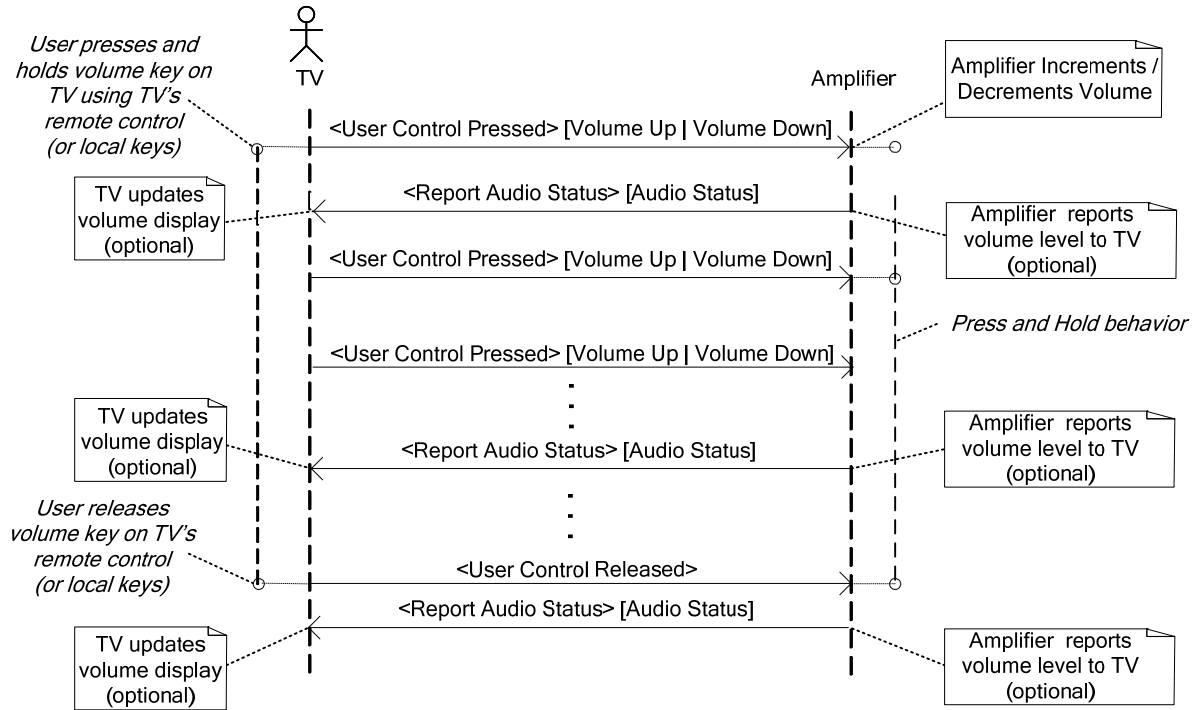 User presses and
holds volume key on
TV using TV's
remote control
(or local keys)
TV
Amplifier
Amplifier Increments /
Decrements Volume
<User Control Pressed> [Volume Up | Volume Down]
TV updates
volume display
(optional)
<Report Audio Status> [Audio Status]
Amplifier reports
volume level to TV
(optional)
<User Control Pressed> [Volume Up | Volume Down]
Press and Hold behavior
<User Control Pressed> [Volume Up | Volume Down]
TV updates
volume display
(optional)
<Report Audio Status> [Audio Status]
Amplifier reports
volume level to TV
(optional)
User releases
volume key on TV's
remote control
(or local keys)
<User Control Released>
<Report Audio Status> [Audio Status]
TV updates
volume display
(optional)
Amplifier reports
volume level to TV
(optional)